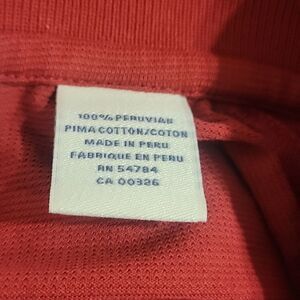 100% PERUVIAN
PIMA COTTON/COTON
MADE IN PERU
FABRIQUE EN PERU
RN 54784
CA 00326